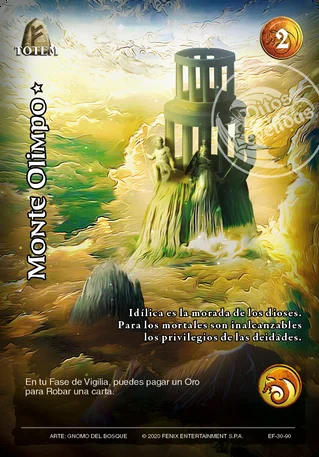 TOTEM
2
Mitos
Leyendas
Monte Olimpo
Idílica es la morada de los dioses.
Para los mortales son inalcanzables
los privilegios de las deidades.
En tu Fase de Vigilia, puedes pagar un Oro
para Robar una carta.
ARTE: GNOMO DEL BOSQUE © 2020 FENIX ENTERTAINMENT S.P.A. EF-30-90